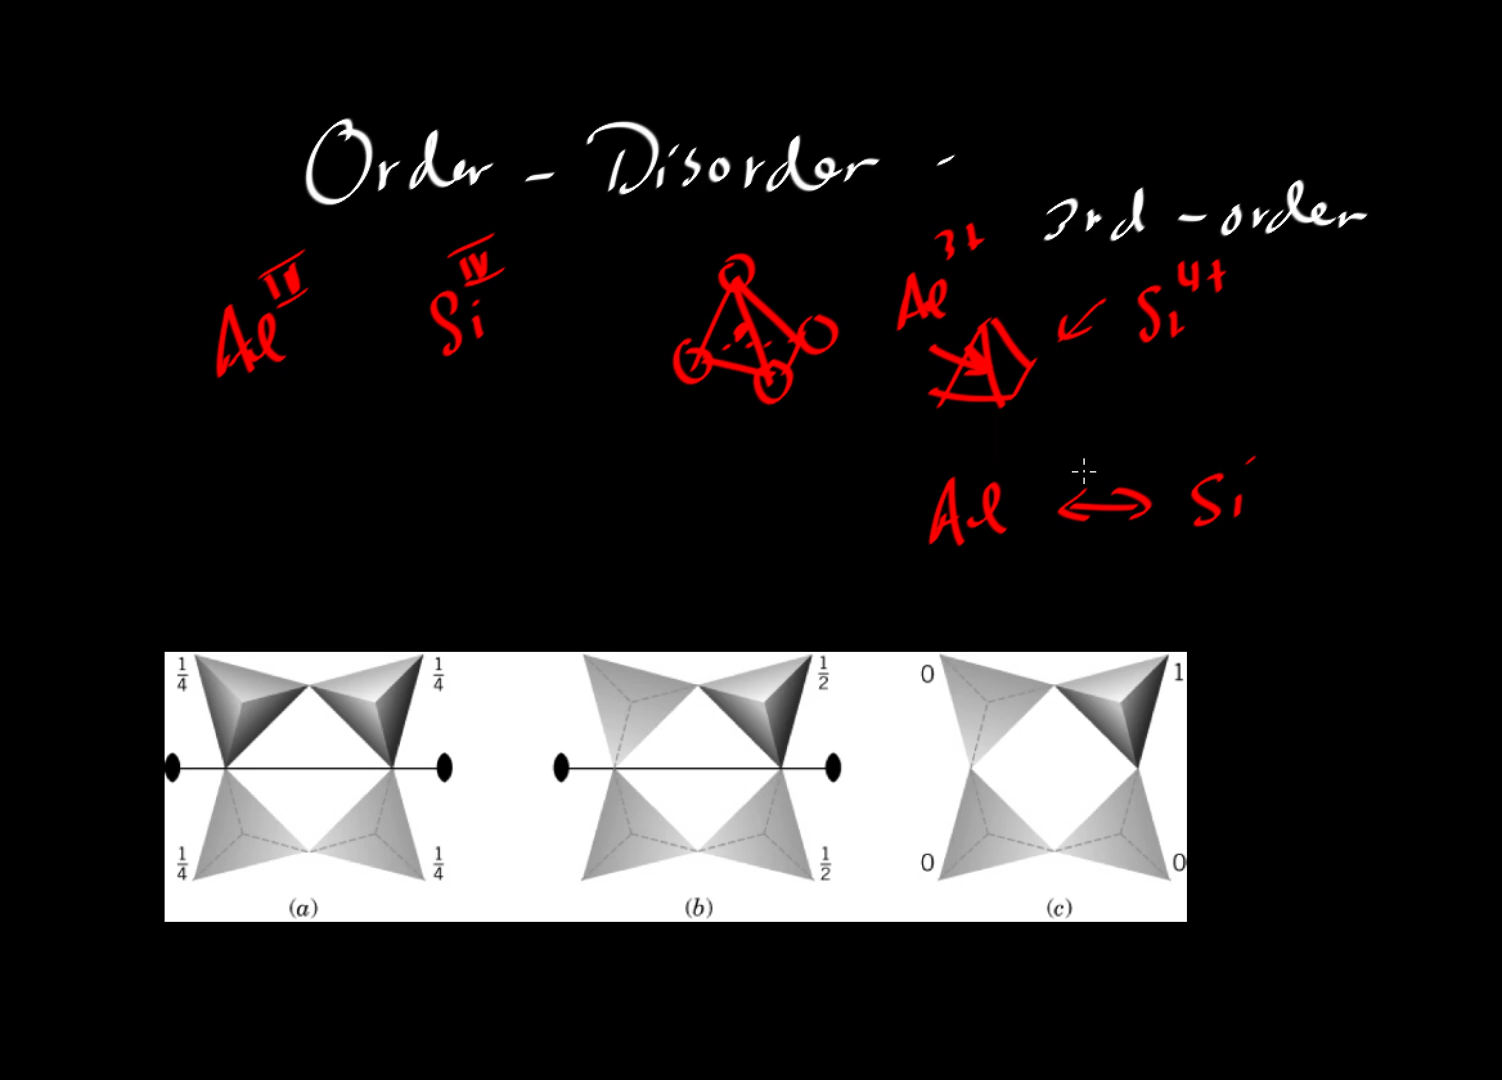 Order - Disorder -
3rd - order
Al^IV Si^IV Al^3+ Si^4+
Al ↔ Si
1/4 1/4 1/2 0 1
1/4 1/4 1/2 0 0
(a) (b) (c)